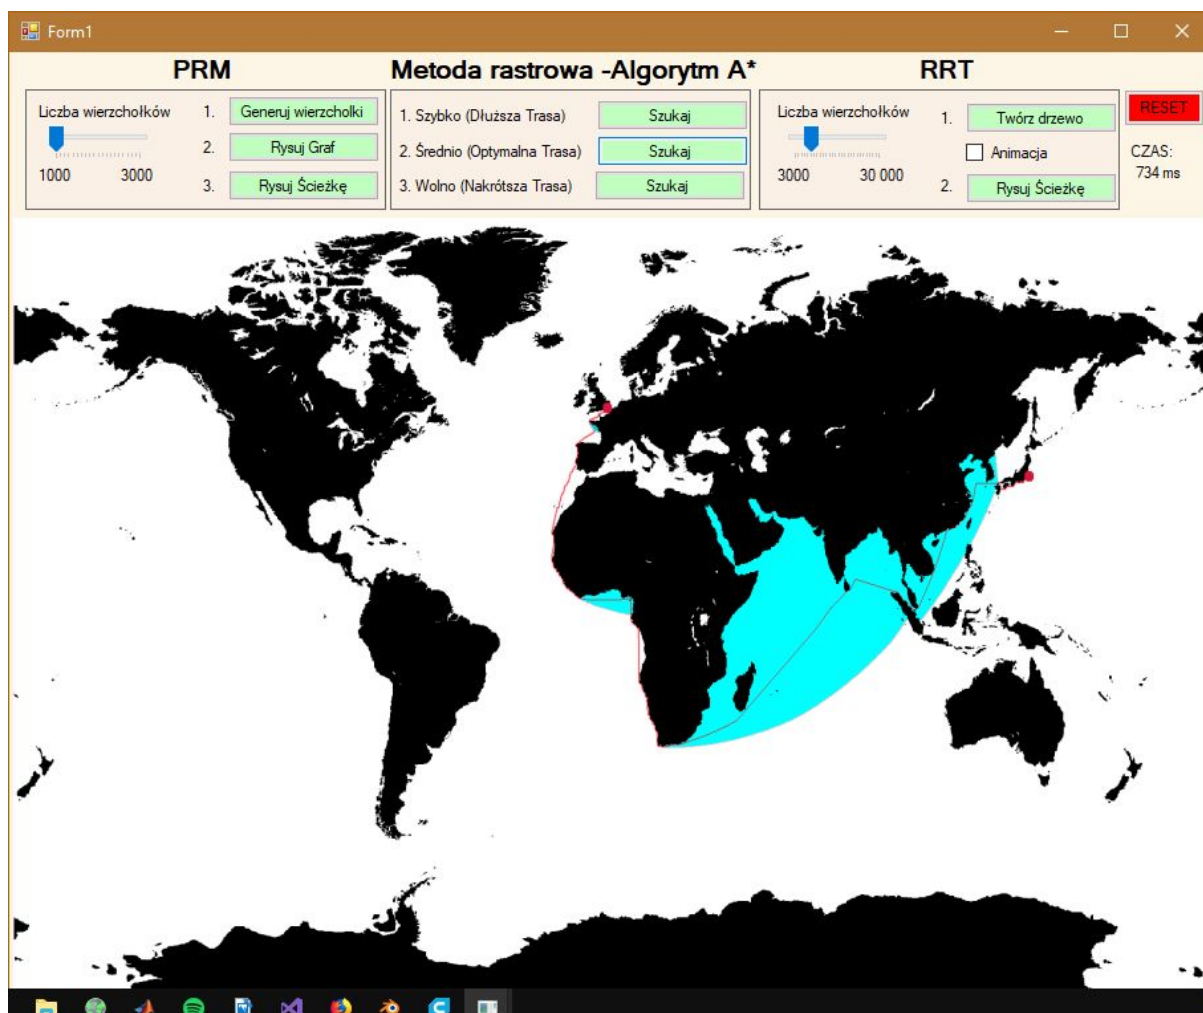 Form1
PRM
Liczba wierzchołków
1000 3000
1. Generuj wierzcholki
2. Rysuj Graf
3. Rysuj Ścieżkę
Metoda rastrowa -Algorytm A*
1. Szybko (Dłuższa Trasa) Szukaj
2. Średnio (Optymalna Trasa) Szukaj
3. Wolno (Nakrótsza Trasa) Szukaj
RRT
Liczba wierzchołków
3000 30 000
1. Twórz drzewo
Animacja
2. Rysuj Ścieżkę
RESET
CZAS:
734 ms